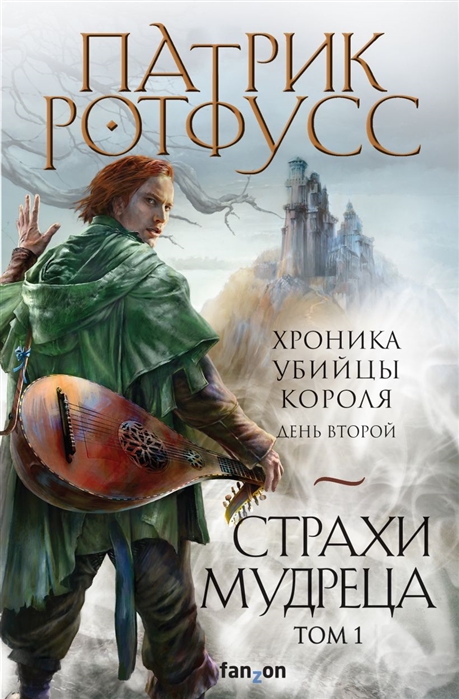 ПАТРИК
РОТФУСС
ХРОНИКА
УБИЙЦЫ
КОРОЛЯ
ДЕНЬ ВТОРОЙ
СТРАХИ
МУДРЕЦА
ТОМ 1
fanzon